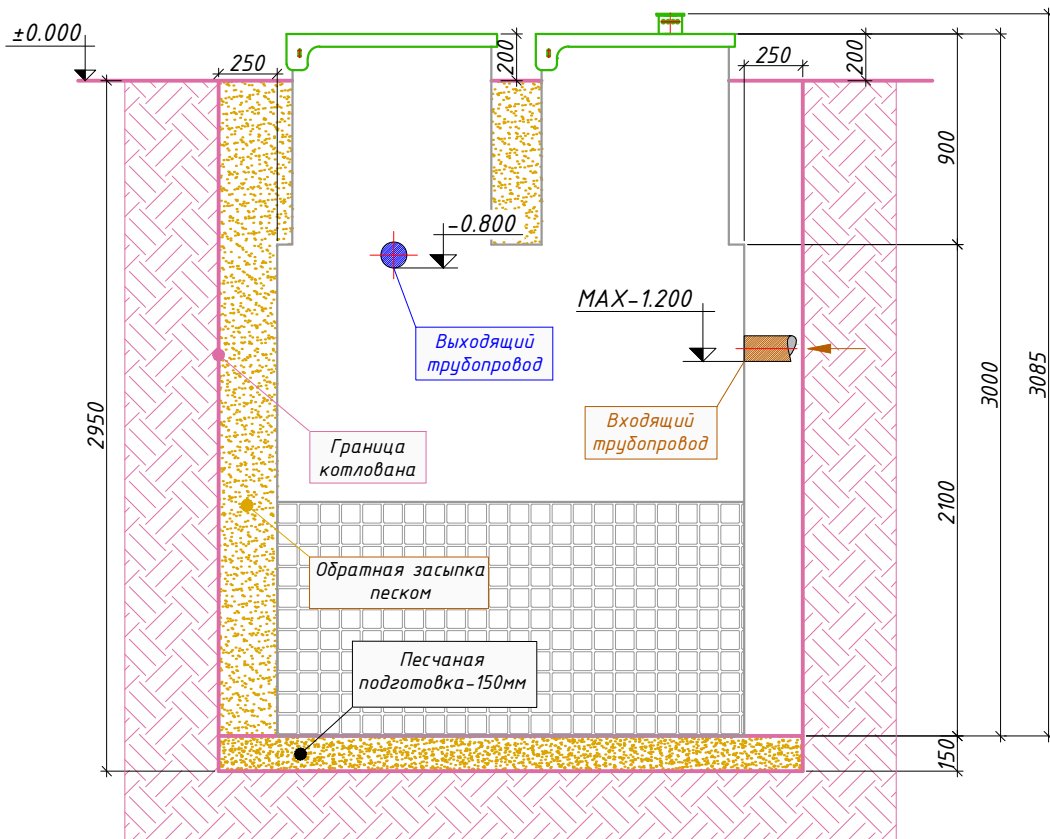 ±0.000
250
200
250
200
900
-0.800
MAX-1.200
Выходящий
трубопровод
Входящий
трубопровод
2950
3000
3085
Граница
котлована
2100
Обратная засыпка
песком
Песчаная
подготовка-150мм
150